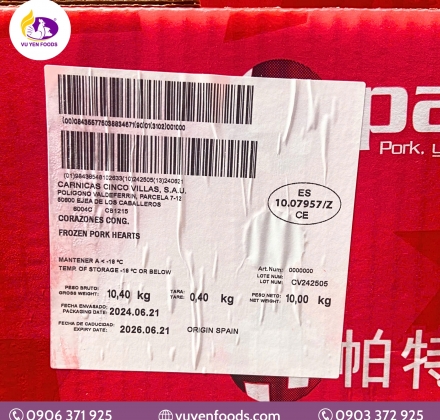 VU YEN FOODS
CARNICAS CINCO VILLAS, S.A.U.
POLIGONO VALDEFERRIN, PARCELA 7-12
50600 EJEA DE LOS CABALLEROS
CORAZONES CONG.
FROZEN PORK HEARTS
ES
10.07957/Z
CE
pa
Pork, y
MANTENER A < -18 ºC
TEMP. OF STORAGE -18 ºC OR BELOW
Art. Num: 0000000
LOTE NUM:
LOT NUM: CV242505
PESO BRUTO:
GROSS WEIGHT: 10,40 kg
TARA:
TARE: 0,40 kg
PESO NETO:
NET WEIGHT: 10,00 kg
FECHA ENVASADO:
PACKAGING DATE: 2024.06.21
FECHA DE CADUCIDAD:
EXPIRY DATE: 2026.06.21
ORIGIN SPAIN
帕特
0906 371 925
vuyenfoods.com
0903 372 925